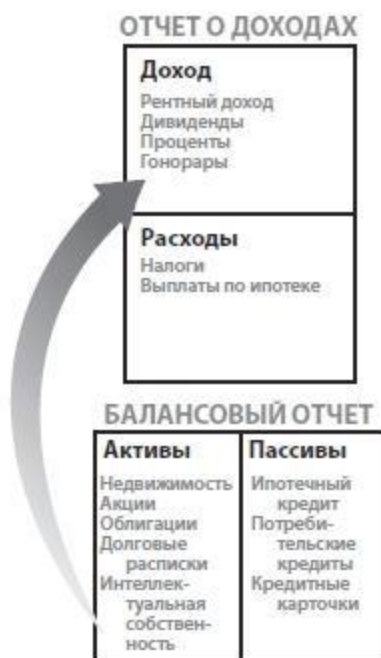 ОТЧЕТ О ДОХОДАХ
Доход
Рентный доход
Дивиденды
Проценты
Гонорары
Расходы
Налоги
Выплаты по ипотеке
БАЛАНСОВЫЙ ОТЧЕТ
Активы
Недвижимость
Акции
Облигации
Долговые
расписки
Интеллек-
туальная
собствен-
ность
Пассивы
Ипотечный
кредит
Потреби-
тельские
кредиты
Кредитные
карточки